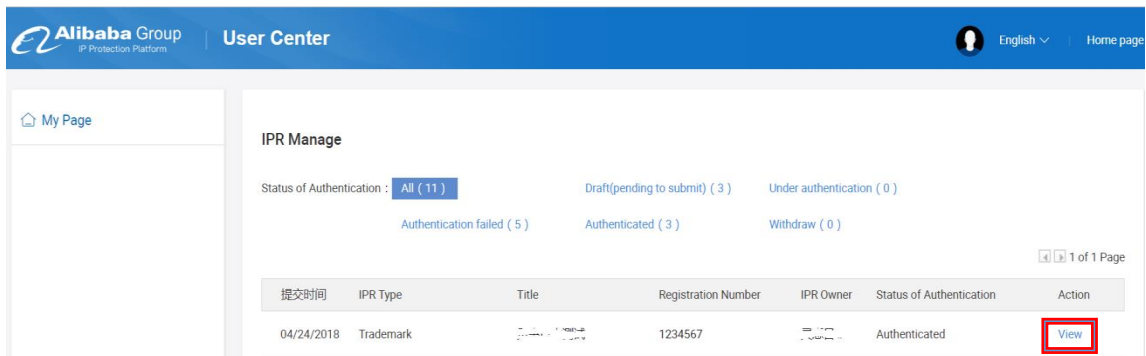 Alibaba Group
IP Protection Platform
User Center
English
Home page
My Page
IPR Manage
Status of Authentication : All ( 11 ) Draft(pending to submit) ( 3 ) Under authentication ( 0 )
Authentication failed ( 5 ) Authenticated ( 3 ) Withdraw ( 0 )
1 of 1 Page
提交时间 IPR Type Title Registration Number IPR Owner Status of Authentication Action
04/24/2018 Trademark 1234567 Authenticated View